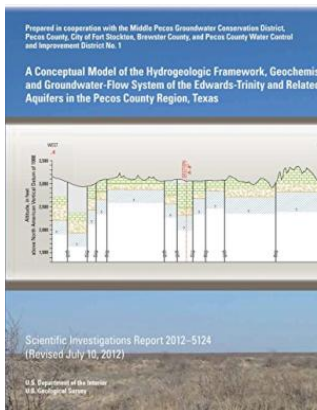 Prepared in cooperation with the Middle Pecos Groundwater Conservation District,
Pecos County, City of Fort Stockton, Brewster County, and Pecos County Water Control
and Improvement District No. 1
A Conceptual Model of the Hydrogeologic Framework, Geochemis
and Groundwater-Flow System of the Edwards-Trinity and Relate
Aquifers in the Pecos County Region, Texas
WEST
A
Altitude, in feet
above North American Vertical Datum of 1988
Scientific Investigations Report 2012–5124
(Revised July 10, 2012)
U.S. Department of the Interior
U.S. Geological Survey